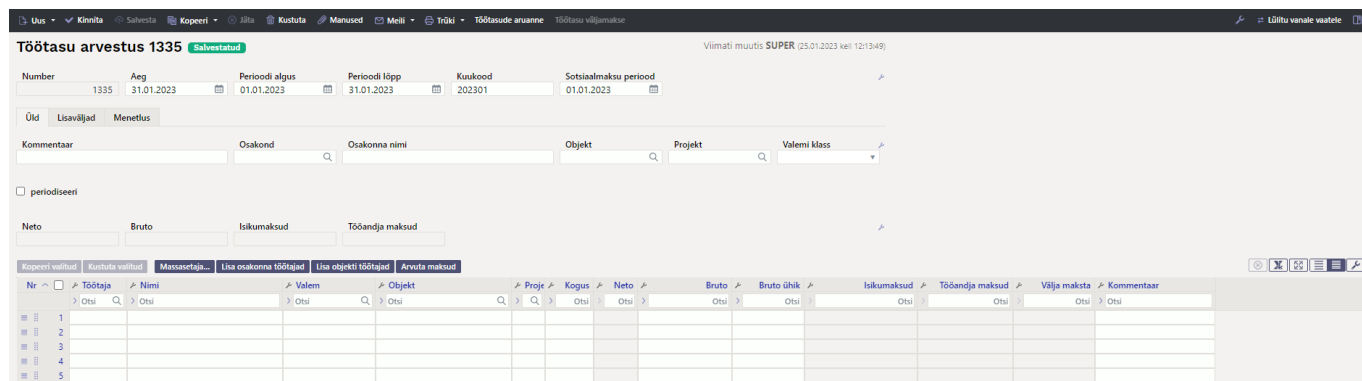 Uus Kinnita Salvesta Kopeeri Jäta Kustuta Manused Meili Trüki Töötasude aruanne Töötasu väljamakse Lülitu vanale vaatele
Töötasu arvestus 1335 Salvestatud Viimati muutis SUPER (25.01.2023 kell 12:13:49)
Number Aeg Perioodi algus Perioodi lõpp Kuukood Sotsiaalmaksu periood
1335 31.01.2023 01.01.2023 31.01.2023 202301 01.01.2023
Üld Lisaväljad Menetlus
Kommentaar Osakond Osakonna nimi Objekt Projekt Valemi klass
periodiseeri
Neto Bruto Isikumaksud Tööandja maksud
Kopeeri valitud Kustuta valitud Massasetaja... Lisa osakonna töötajad Lisa objekti töötajad Arvuta maksud
Nr Töötaja Nimi Valem Objekt Proje Kogus Neto Bruto Bruto ühik Isikumaksud Tööandja maksud Välja maksta Kommentaar
Otsi Otsi Otsi Otsi Otsi Otsi Otsi Otsi Otsi Otsi Otsi Otsi
1
2
3
4
5